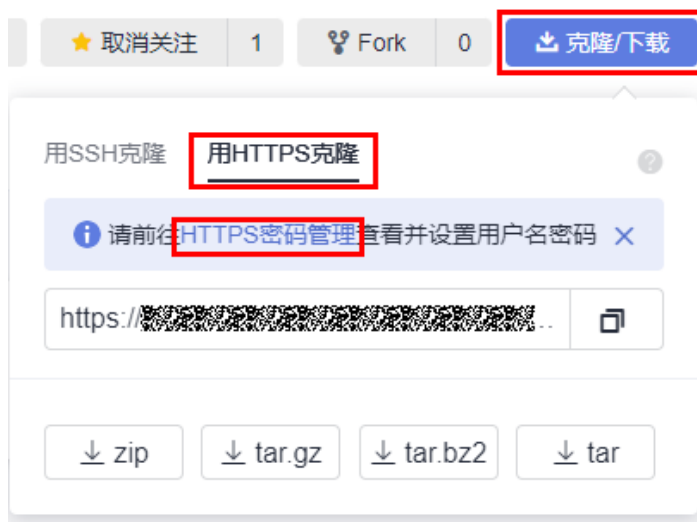 取消关注 1 Fork 0 克隆/下载
用SSH克隆 用HTTPS克隆 ?
请前往HTTPS密码管理查看并设置用户名密码
https:// ..
zip tar.gz tar.bz2 tar